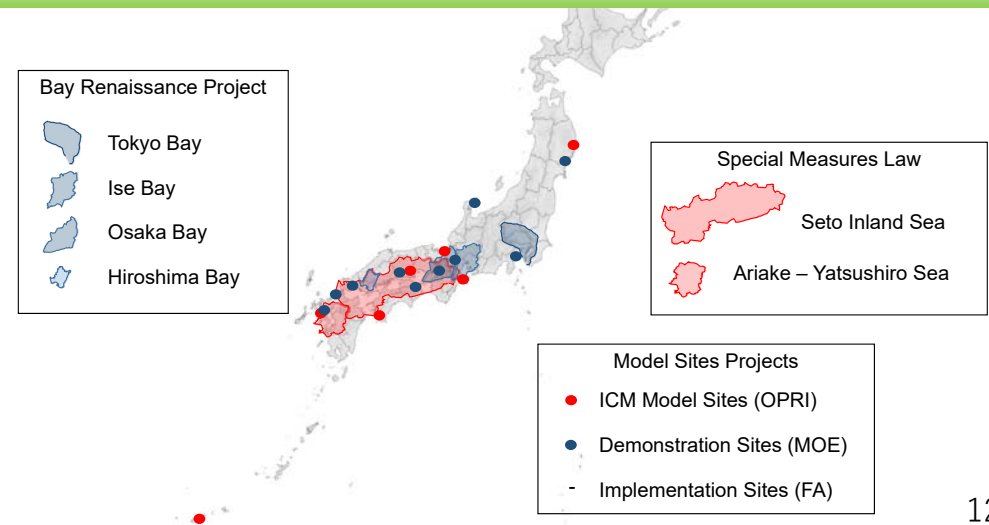 Bay Renaissance Project
Tokyo Bay
Ise Bay
Osaka Bay
Hiroshima Bay
Special Measures Law
Seto Inland Sea
Ariake – Yatsushiro Sea
Model Sites Projects
ICM Model Sites (OPRI)
Demonstration Sites (MOE)
- Implementation Sites (FA)
12